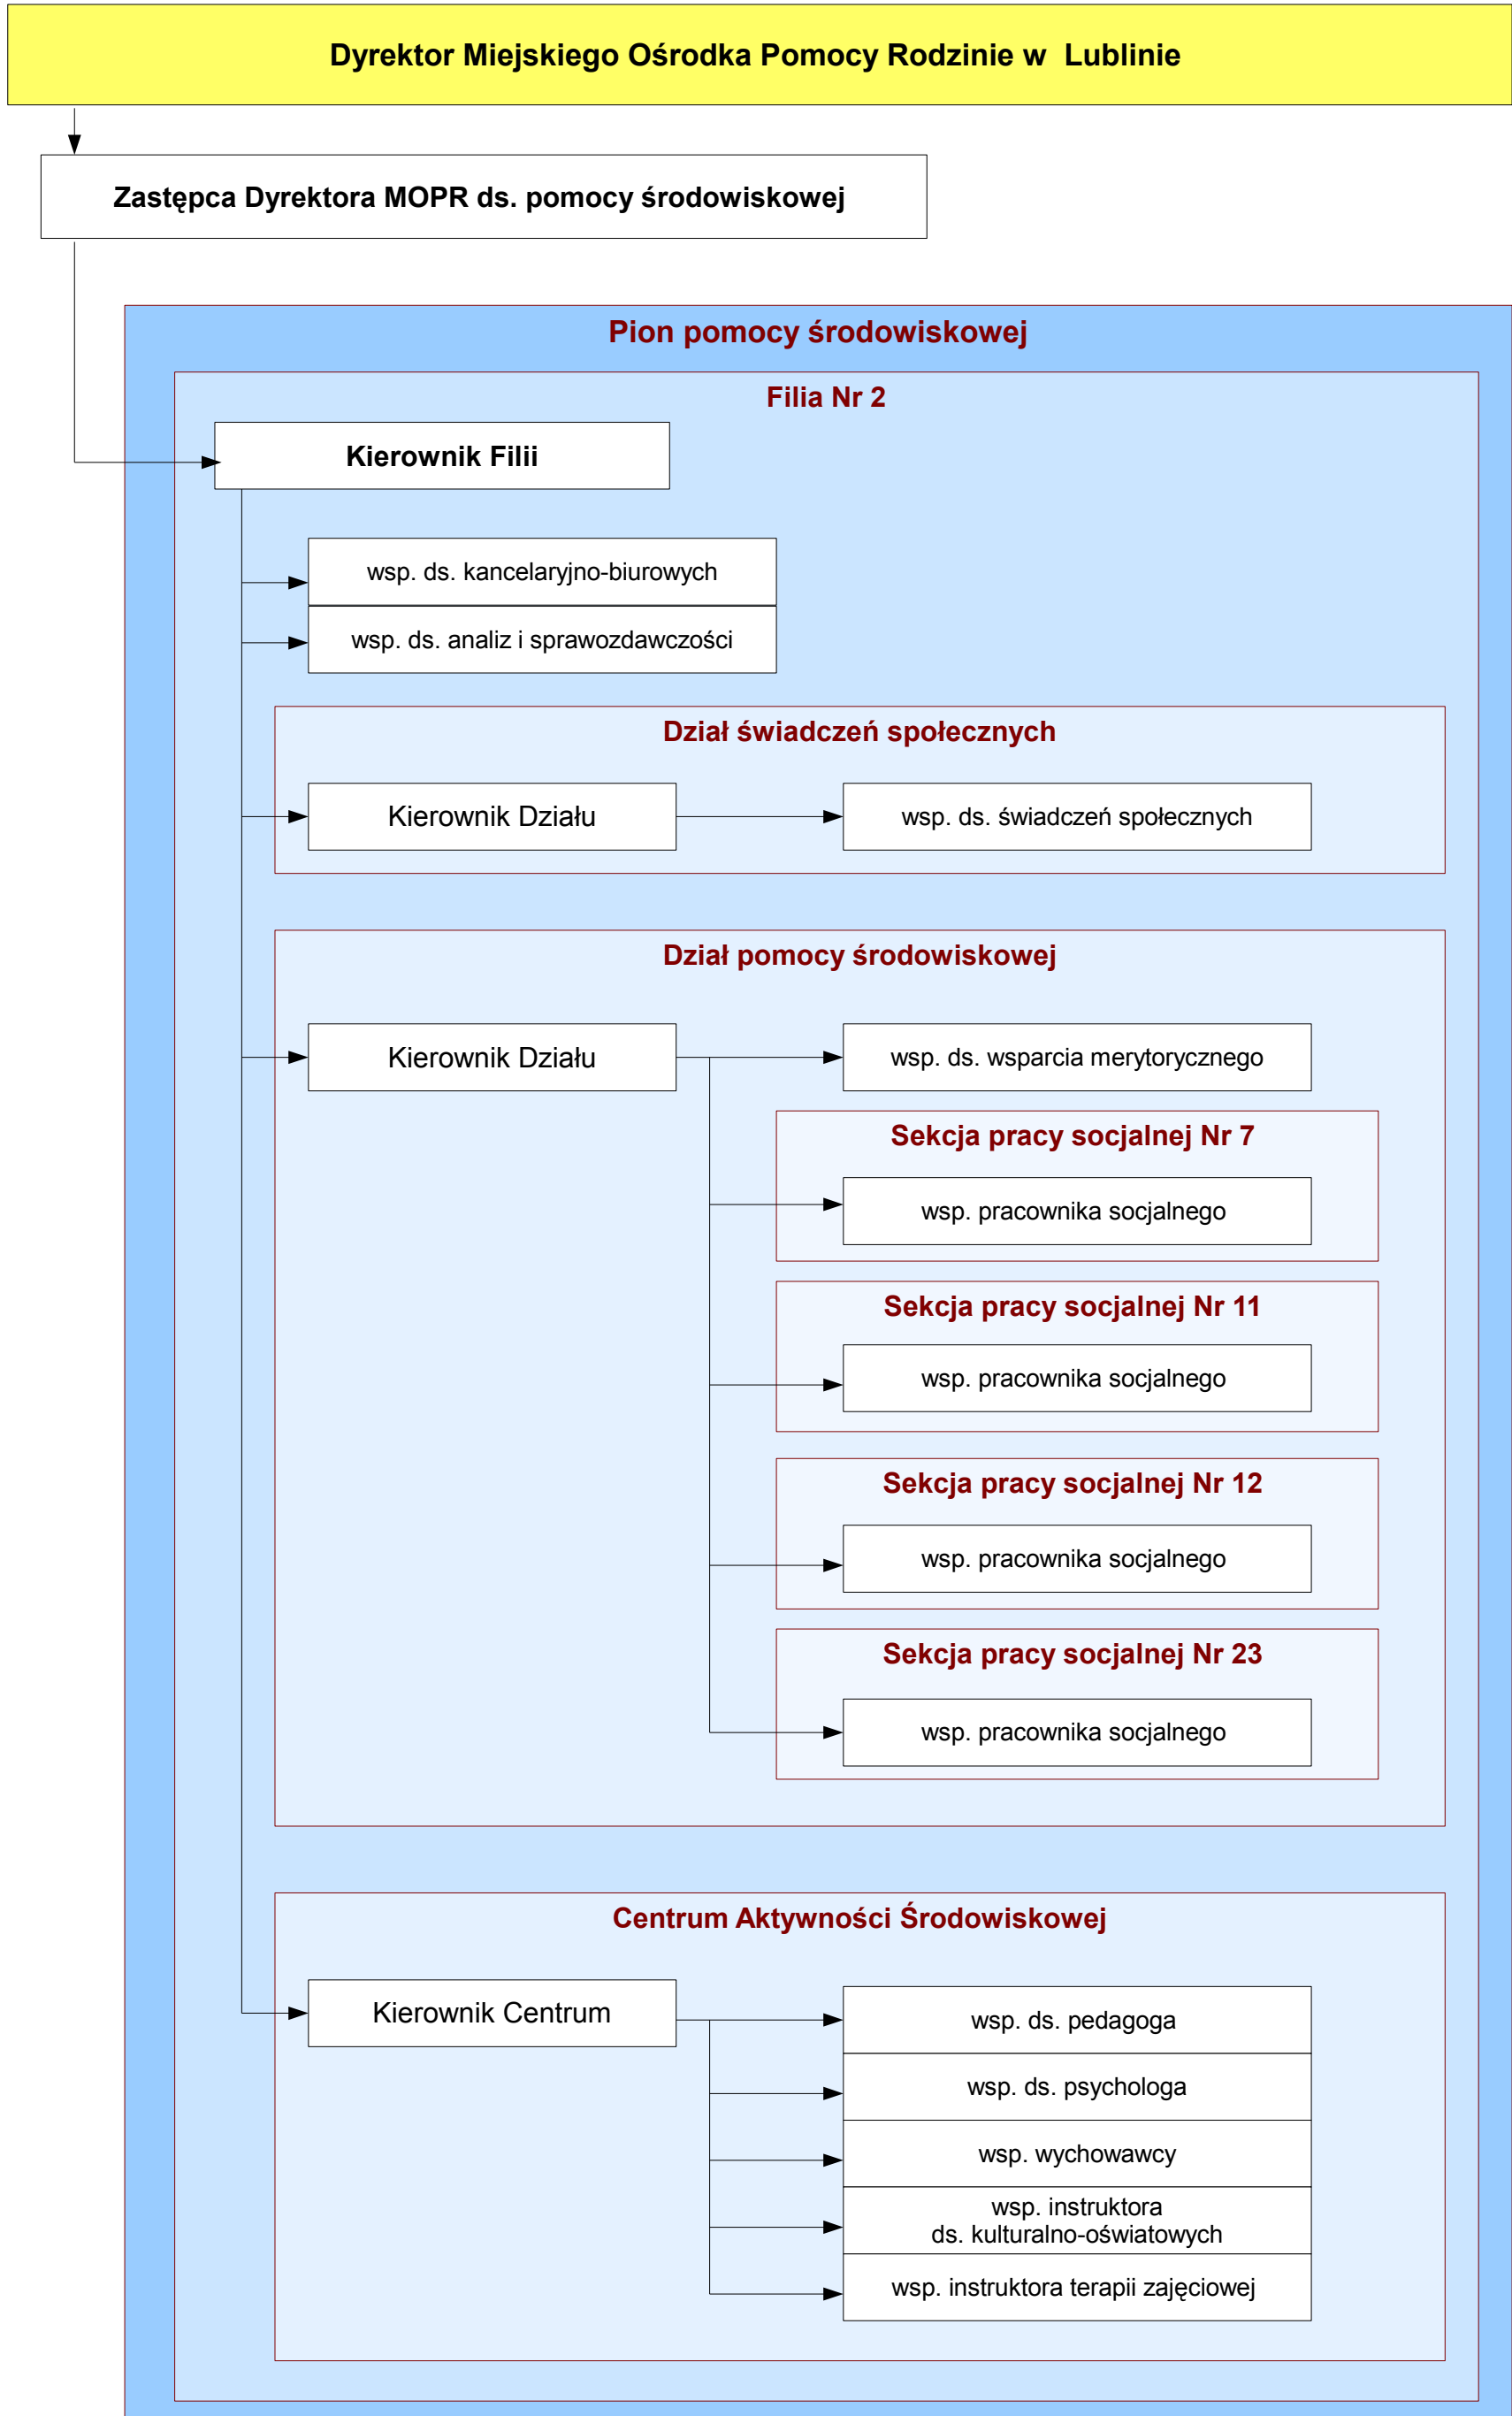 Dyrektor Miejskiego Ośrodka Pomocy Rodzinie w Lublinie
Zastępca Dyrektora MOPR ds. pomocy środowiskowej
Pion pomocy środowiskowej
Filia Nr 2
Kierownik Filii
wsp. ds. kancelaryjno-biurowych
wsp. ds. analiz i sprawozdawczości
Dział świadczeń społecznych
Kierownik Działu
wsp. ds. świadczeń społecznych
Dział pomocy środowiskowej
Kierownik Działu
wsp. ds. wsparcia merytorycznego
Sekcja pracy socjalnej Nr 7
wsp. pracownika socjalnego
Sekcja pracy socjalnej Nr 11
wsp. pracownika socjalnego
Sekcja pracy socjalnej Nr 12
wsp. pracownika socjalnego
Sekcja pracy socjalnej Nr 23
wsp. pracownika socjalnego
Centrum Aktywności Środowiskowej
Kierownik Centrum
wsp. ds. pedagoga
wsp. ds. psychologa
wsp. wychowawcy
wsp. instruktora
ds. kulturalno-oświatowych
wsp. instruktora terapii zajęciowej